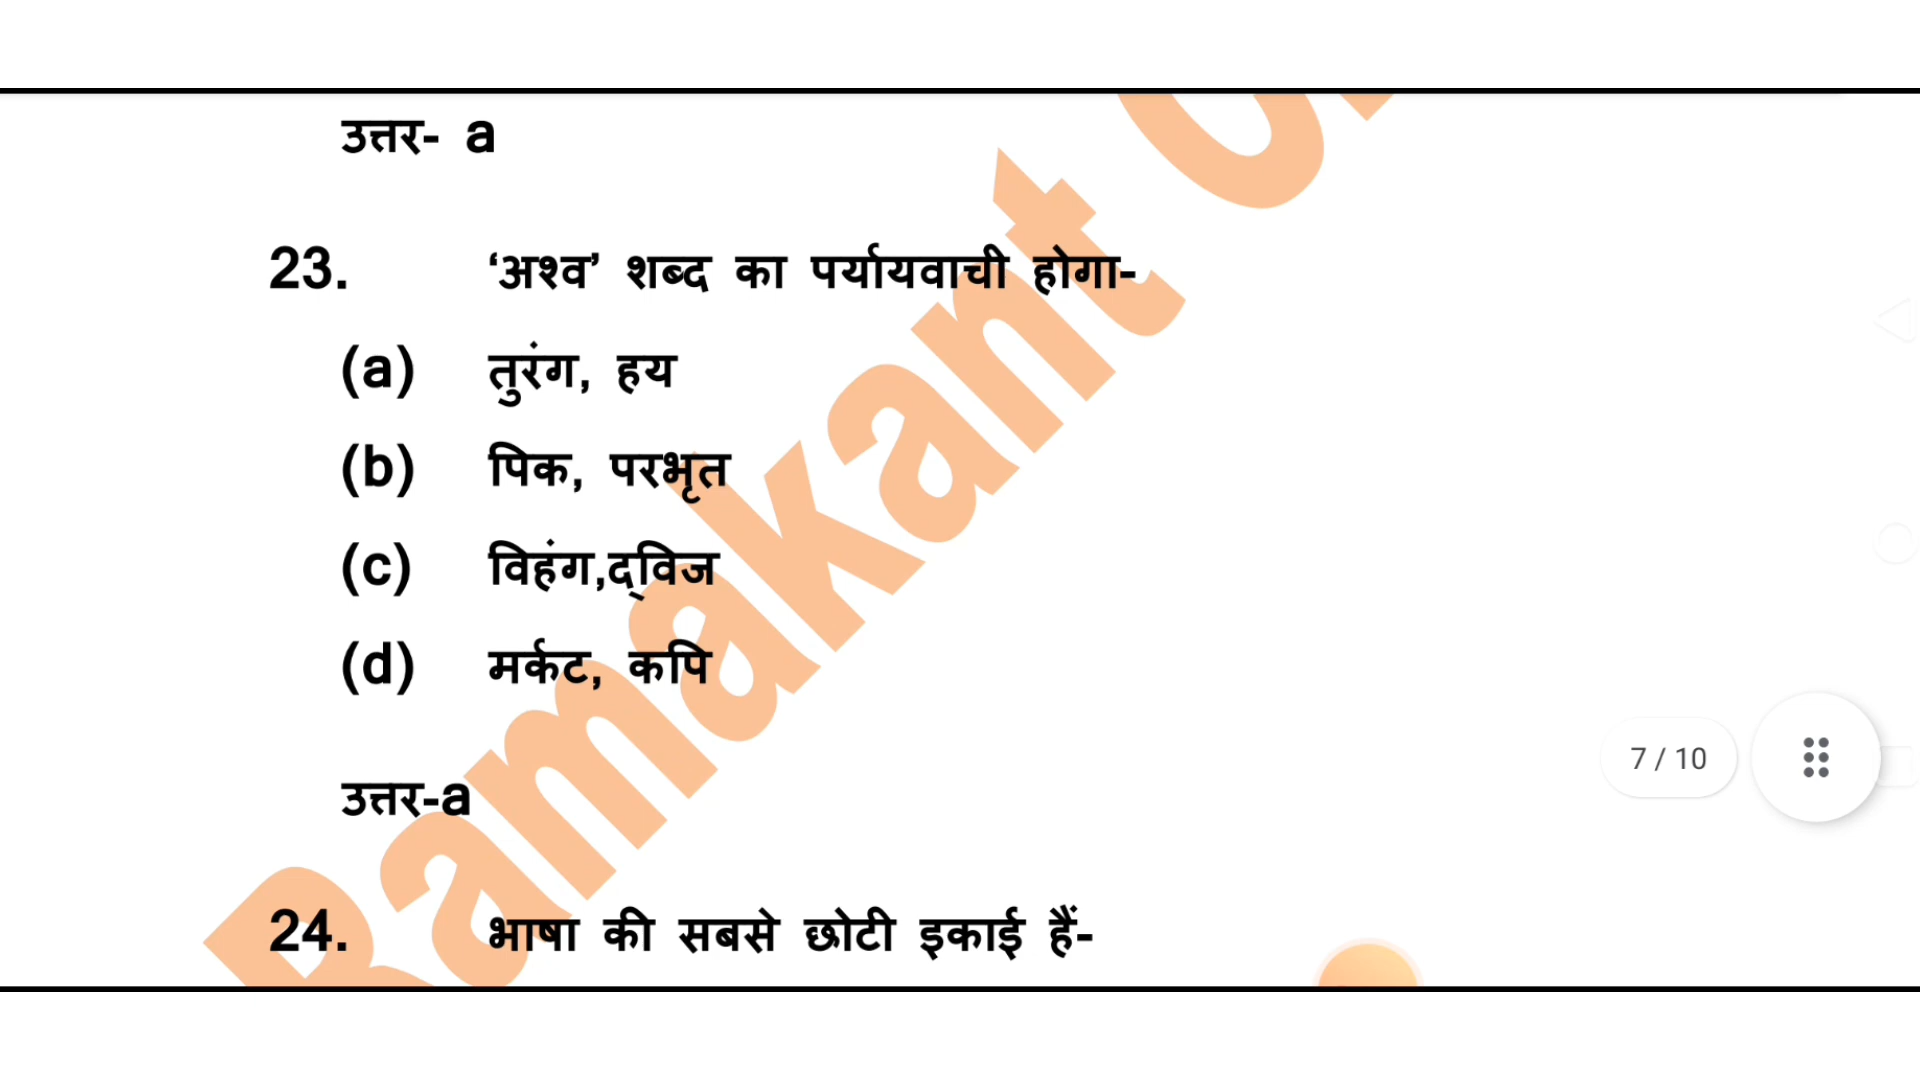 उत्तर- a
23. ‘अश्व’ शब्द का पर्यायवाची होगा-
(a) तुरंग, हय
(b) पिक, परभृत
(c) विहंग,द्विज
(d) मर्कट, कपि
7 / 10
उत्तर-a
24. भाषा की सबसे छोटी इकाई हैं-
Ramakant